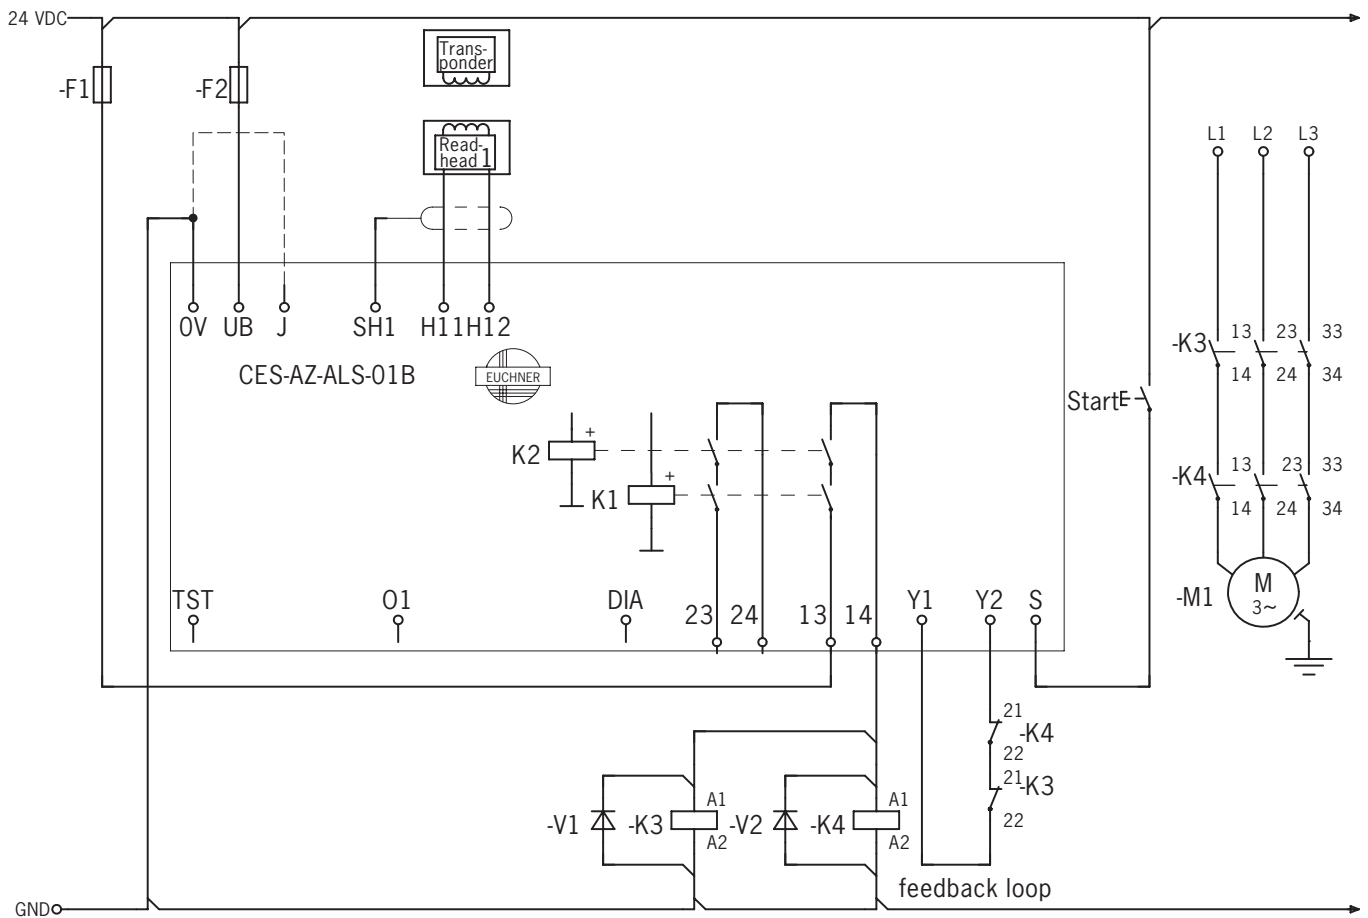 24 VDC
-F1
-F2
Trans-
ponder
Read-
head 1
L1 L2 L3
0V UB J SH1 H11 H12
CES-AZ-ALS-01B
EUCHNER
-K3 13 23 33
14 24 34
Start
K2 +
K1 +
-K4 13 23 33
14 24 34
M
3~
-M1
TST O1 DIA 23 24 13 14 Y1 Y2 S
21
-K4
22
21
-K3
22
-V1 -K3 A1
A2
-V2 -K4 A1
A2
feedback loop
GND